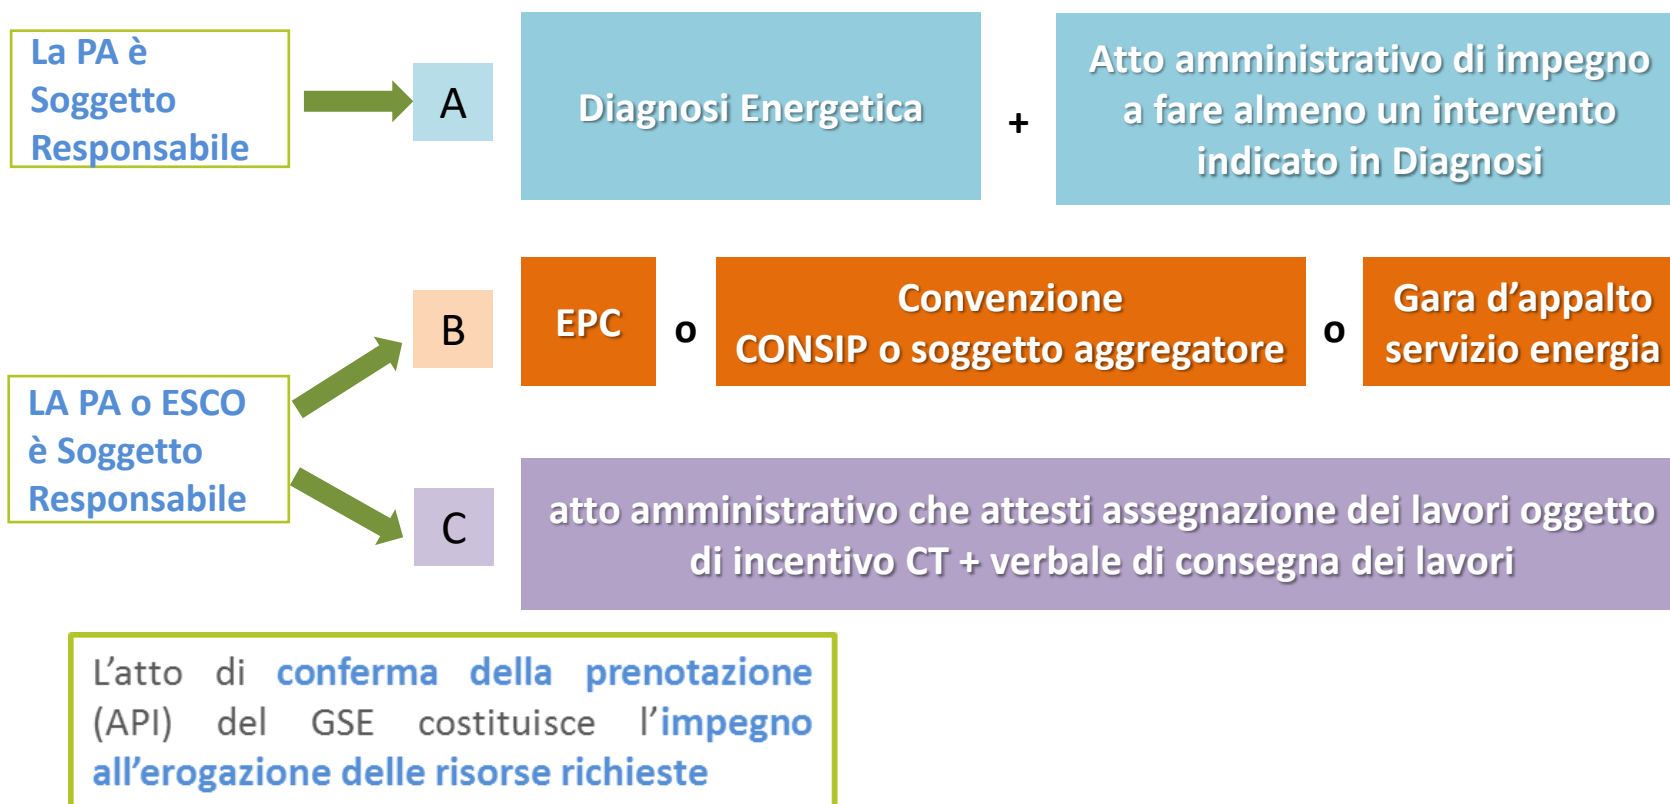 La PA è
Soggetto
Responsabile
A
Diagnosi Energetica
+
Atto amministrativo di impegno
a fare almeno un intervento
indicato in Diagnosi
LA PA o ESCO
è Soggetto
Responsabile
B
EPC
o
Convenzione
CONSIP o soggetto aggregatore
o
Gara d'appalto
servizio energia
C
atto amministrativo che attesti assegnazione dei lavori oggetto
di incentivo CT + verbale di consegna dei lavori
L'atto di conferma della prenotazione
(API) del GSE costituisce l'impegno
all'erogazione delle risorse richieste